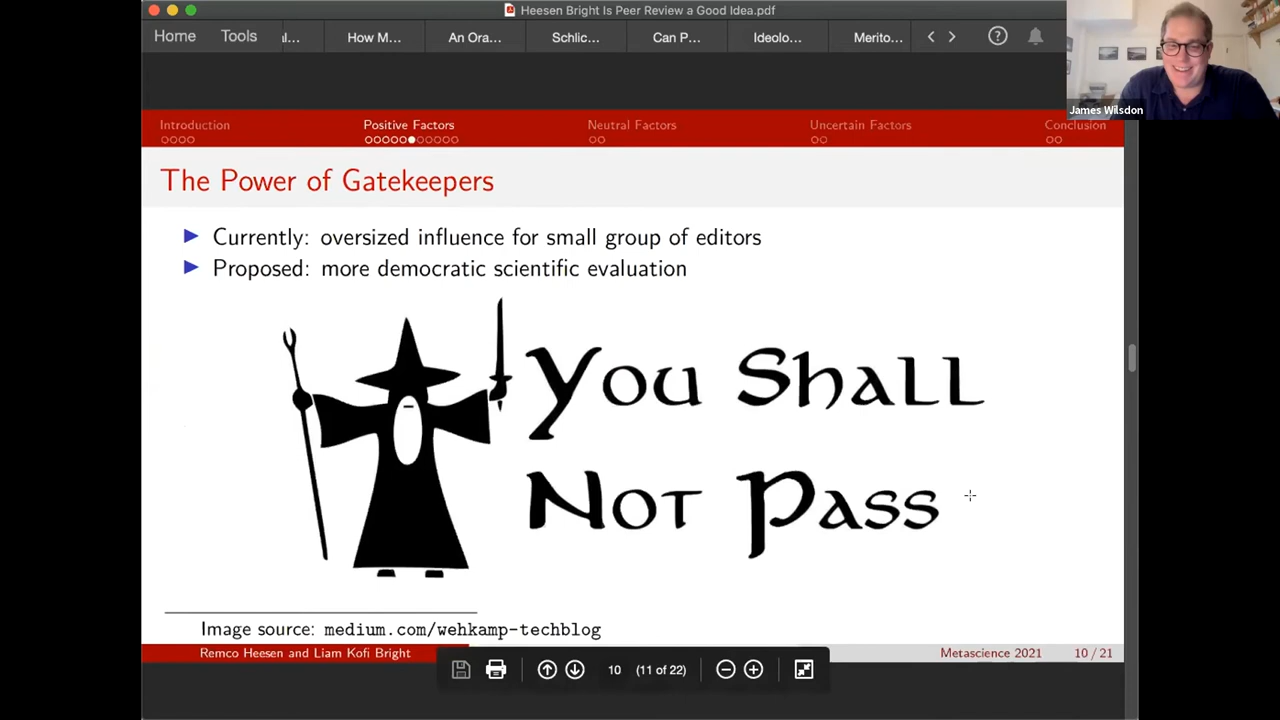 Heesen Bright Is Peer Review a Good Idea.pdf
Home Tools l... How M... An Ora... Schlic... Can P... Ideolo... Merito...
James Wilsdon
Introduction Positive Factors Neutral Factors Uncertain Factors Conclusion
The Power of Gatekeepers
Currently: oversized influence for small group of editors
Proposed: more democratic scientific evaluation
You Shall
Not Pass
Image source: medium.com/wehkamp-techblog
Remco Heesen and Liam Kofi Bright Metascience 2021 10 / 21
10 (11 of 22)